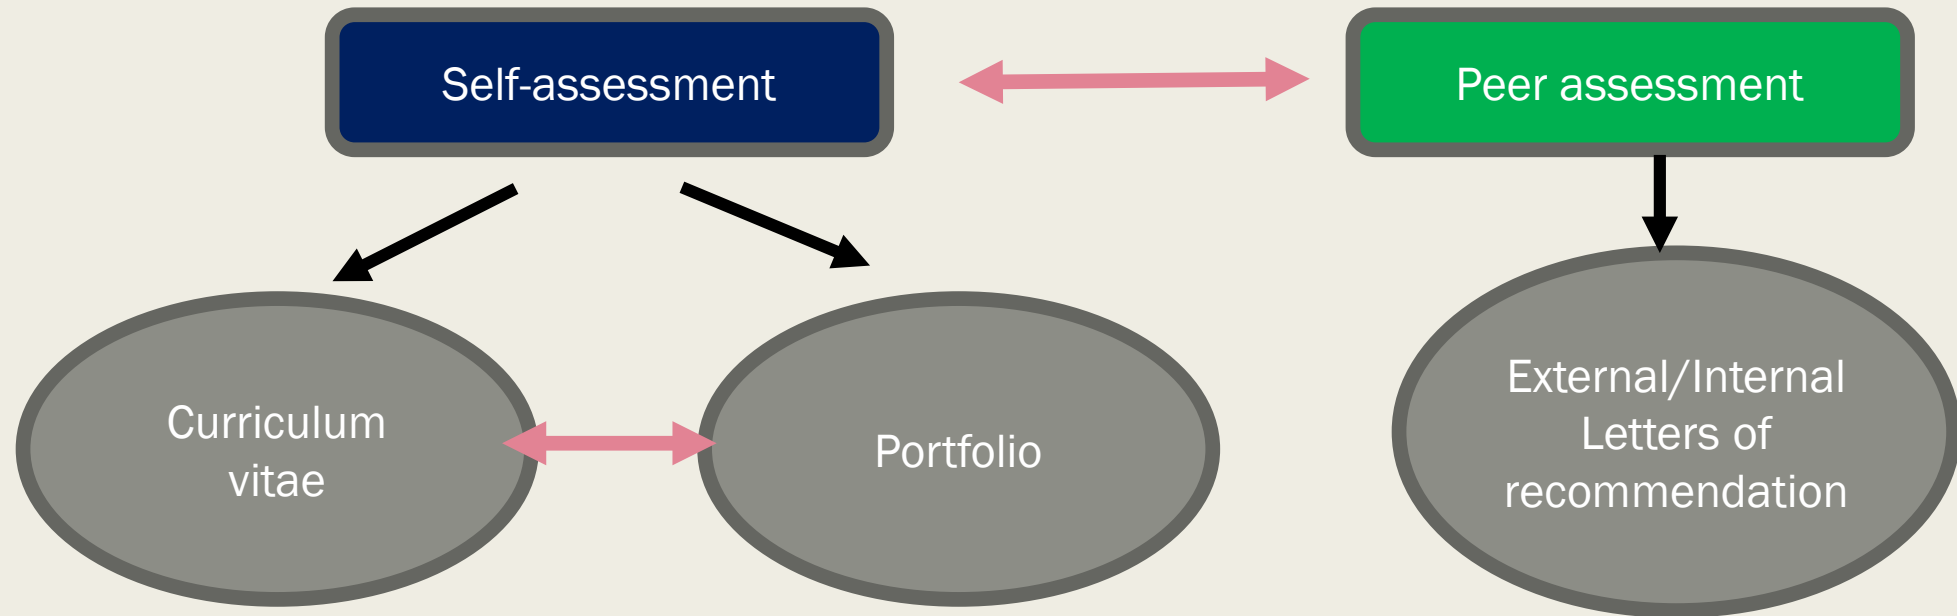 Self-assessment
Peer assessment
Curriculum
vitae
Portfolio
External/Internal
Letters of
recommendation